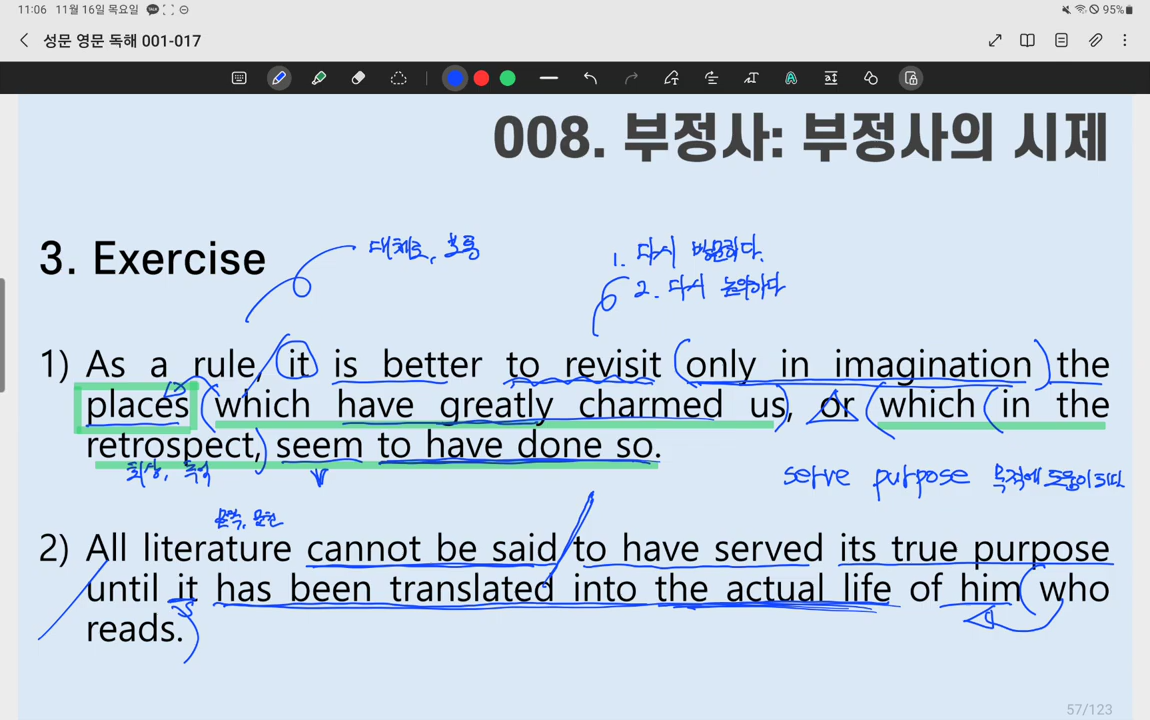 11:06 11월 16일 목요일 95%
성문 영문 독해 001-017
008. 부정사: 부정사의 시제
3. Exercise
대체로, 보통
1. 다시 방문하다.
2. 다시 논의하다
1) As a rule, it is better to revisit only in imagination the
places which have greatly charmed us, or which in the
retrospect, seem to have done so.
회상, 추억
serve purpose 목적에 도움이 되다
문학, 문헌
2) All literature cannot be said to have served its true purpose
until it has been translated into the actual life of him who
reads.
S
57/123